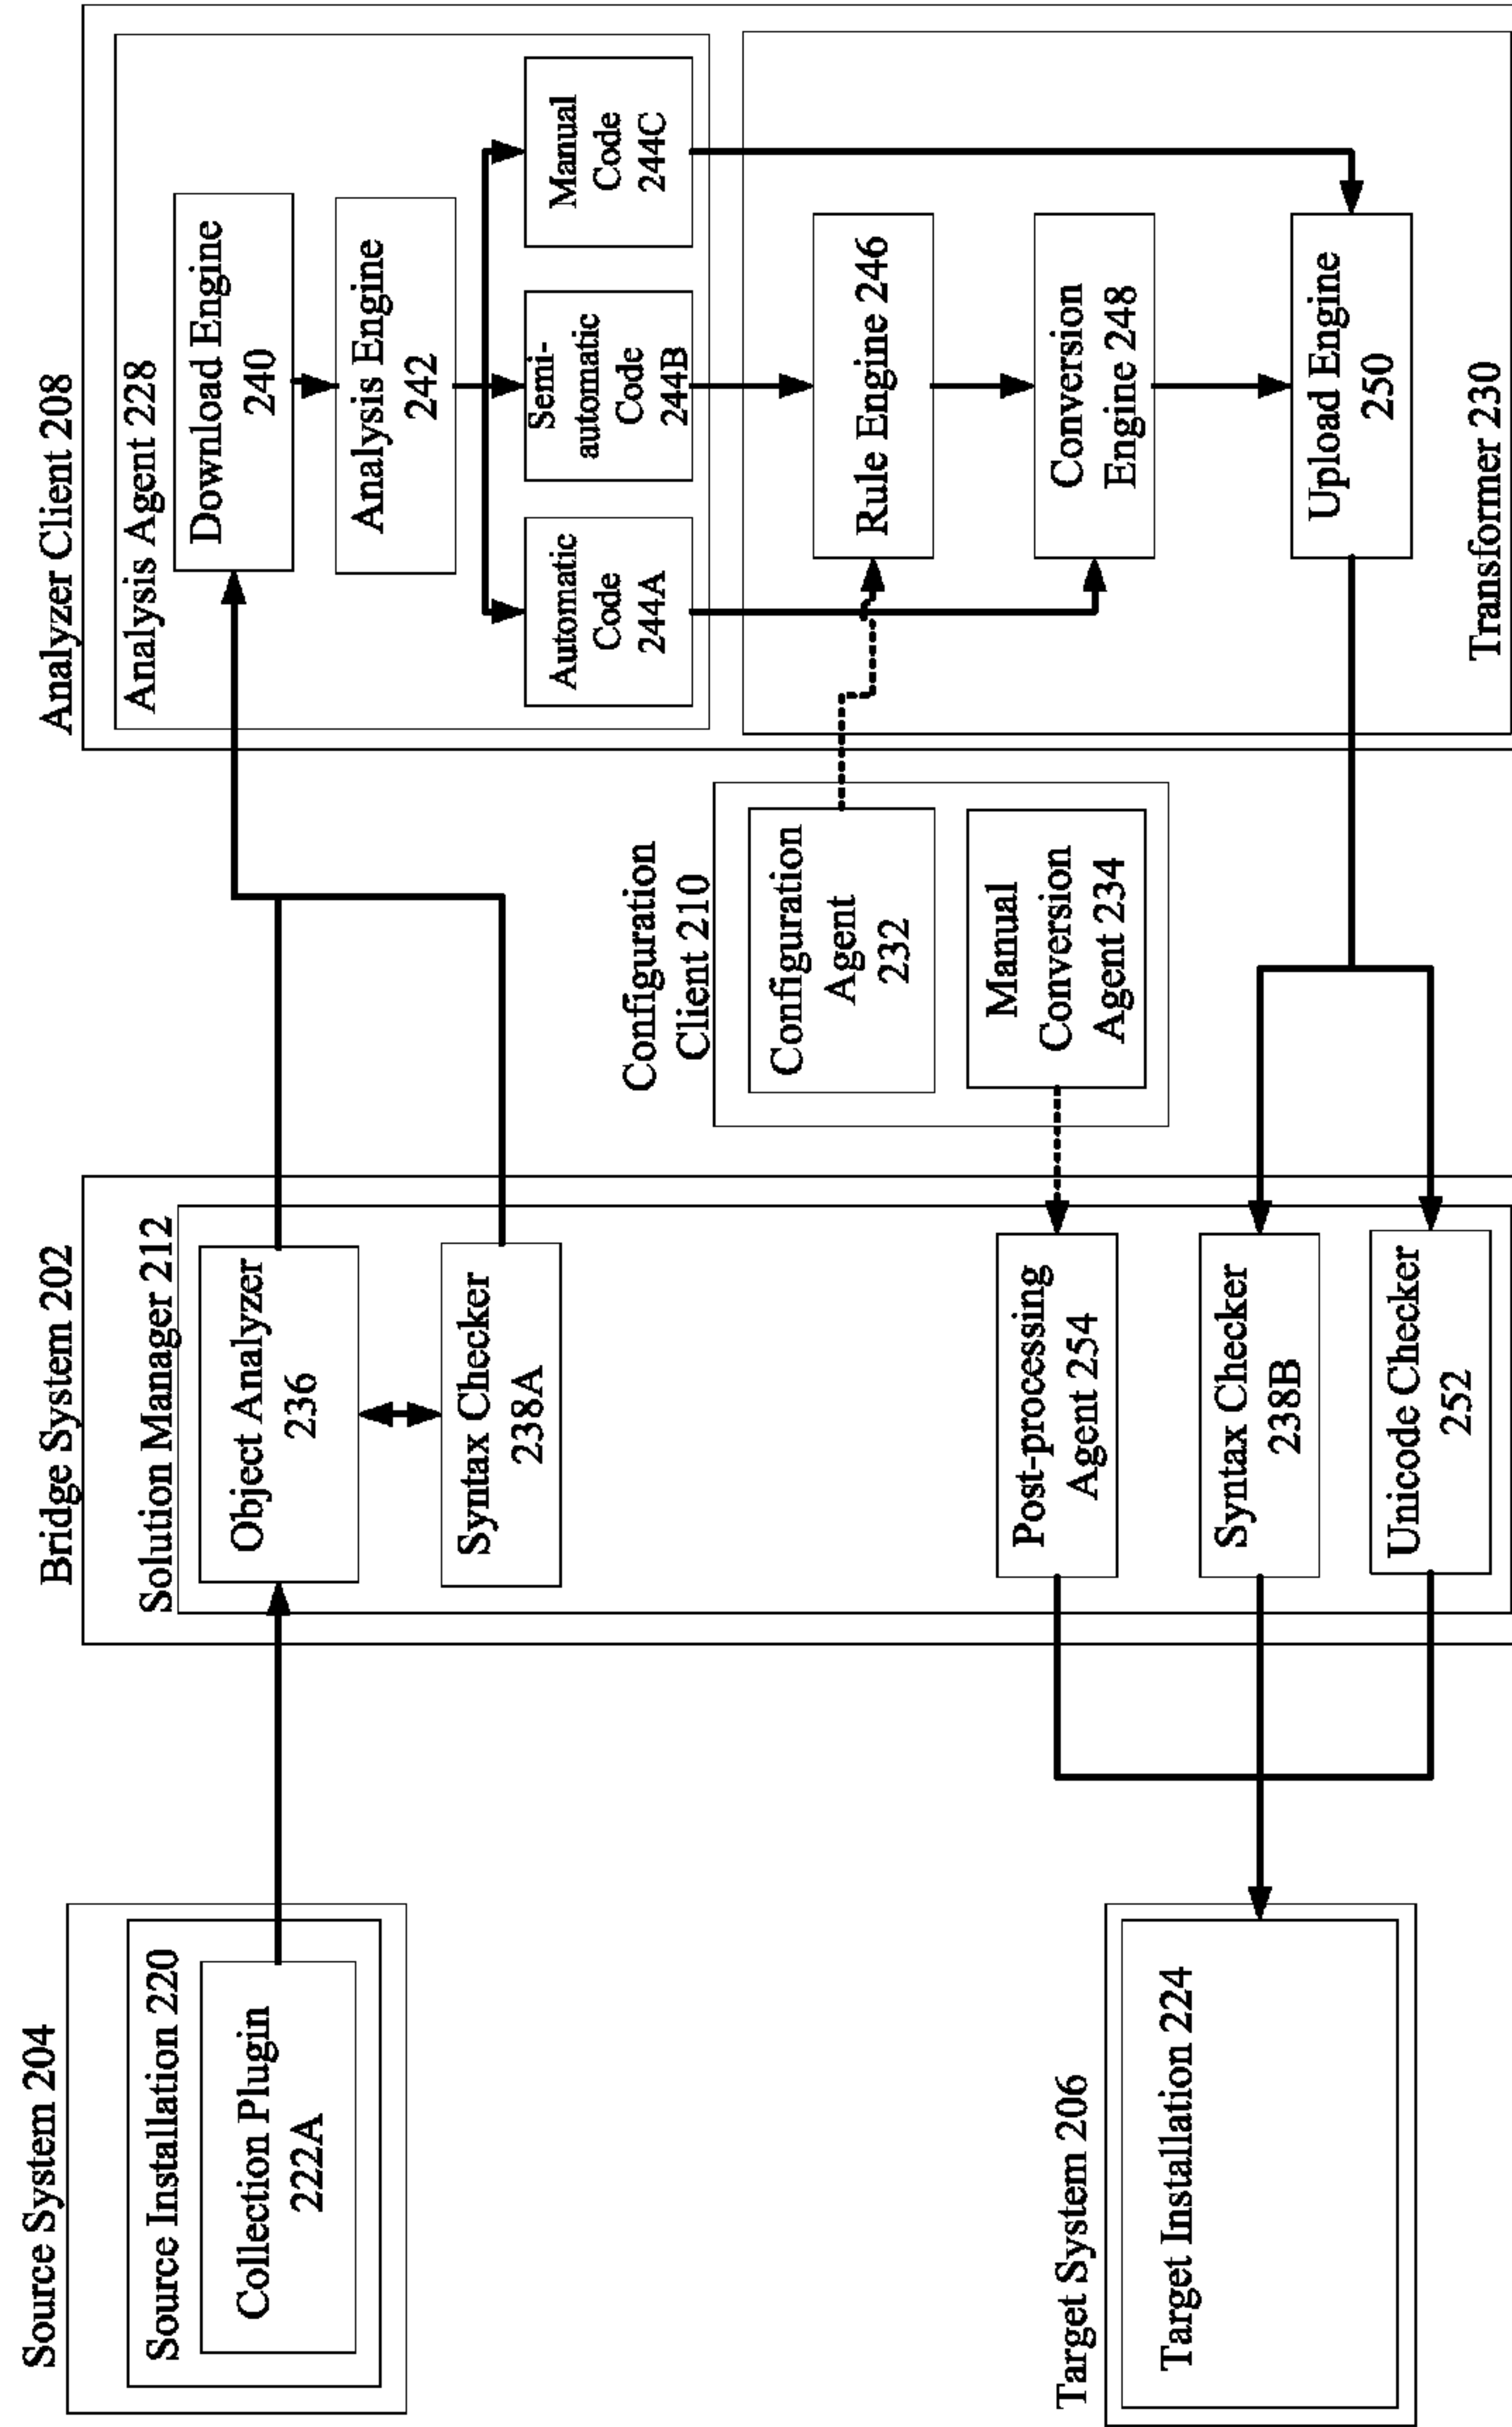 Source System 204
Source Installation 220
Collection Plugin
222A
Target System 206
Target Installation 224
Bridge System 202
Solution Manager 212
Object Analyzer
236
Syntax Checker
238A
Post-processing
Agent 254
Syntax Checker
238B
Unicode Checker
252
Configuration
Client 210
Configuration
Agent
232
Manual
Conversion
Agent 234
Analyzer Client 208
Analysis Agent 228
Download Engine
240
Analysis Engine
242
Automatic
Code
244A
Semi-
automatic
Code
244B
Manual
Code
244C
Rule Engine 246
Conversion
Engine 248
Upload Engine
250
Transformer 230